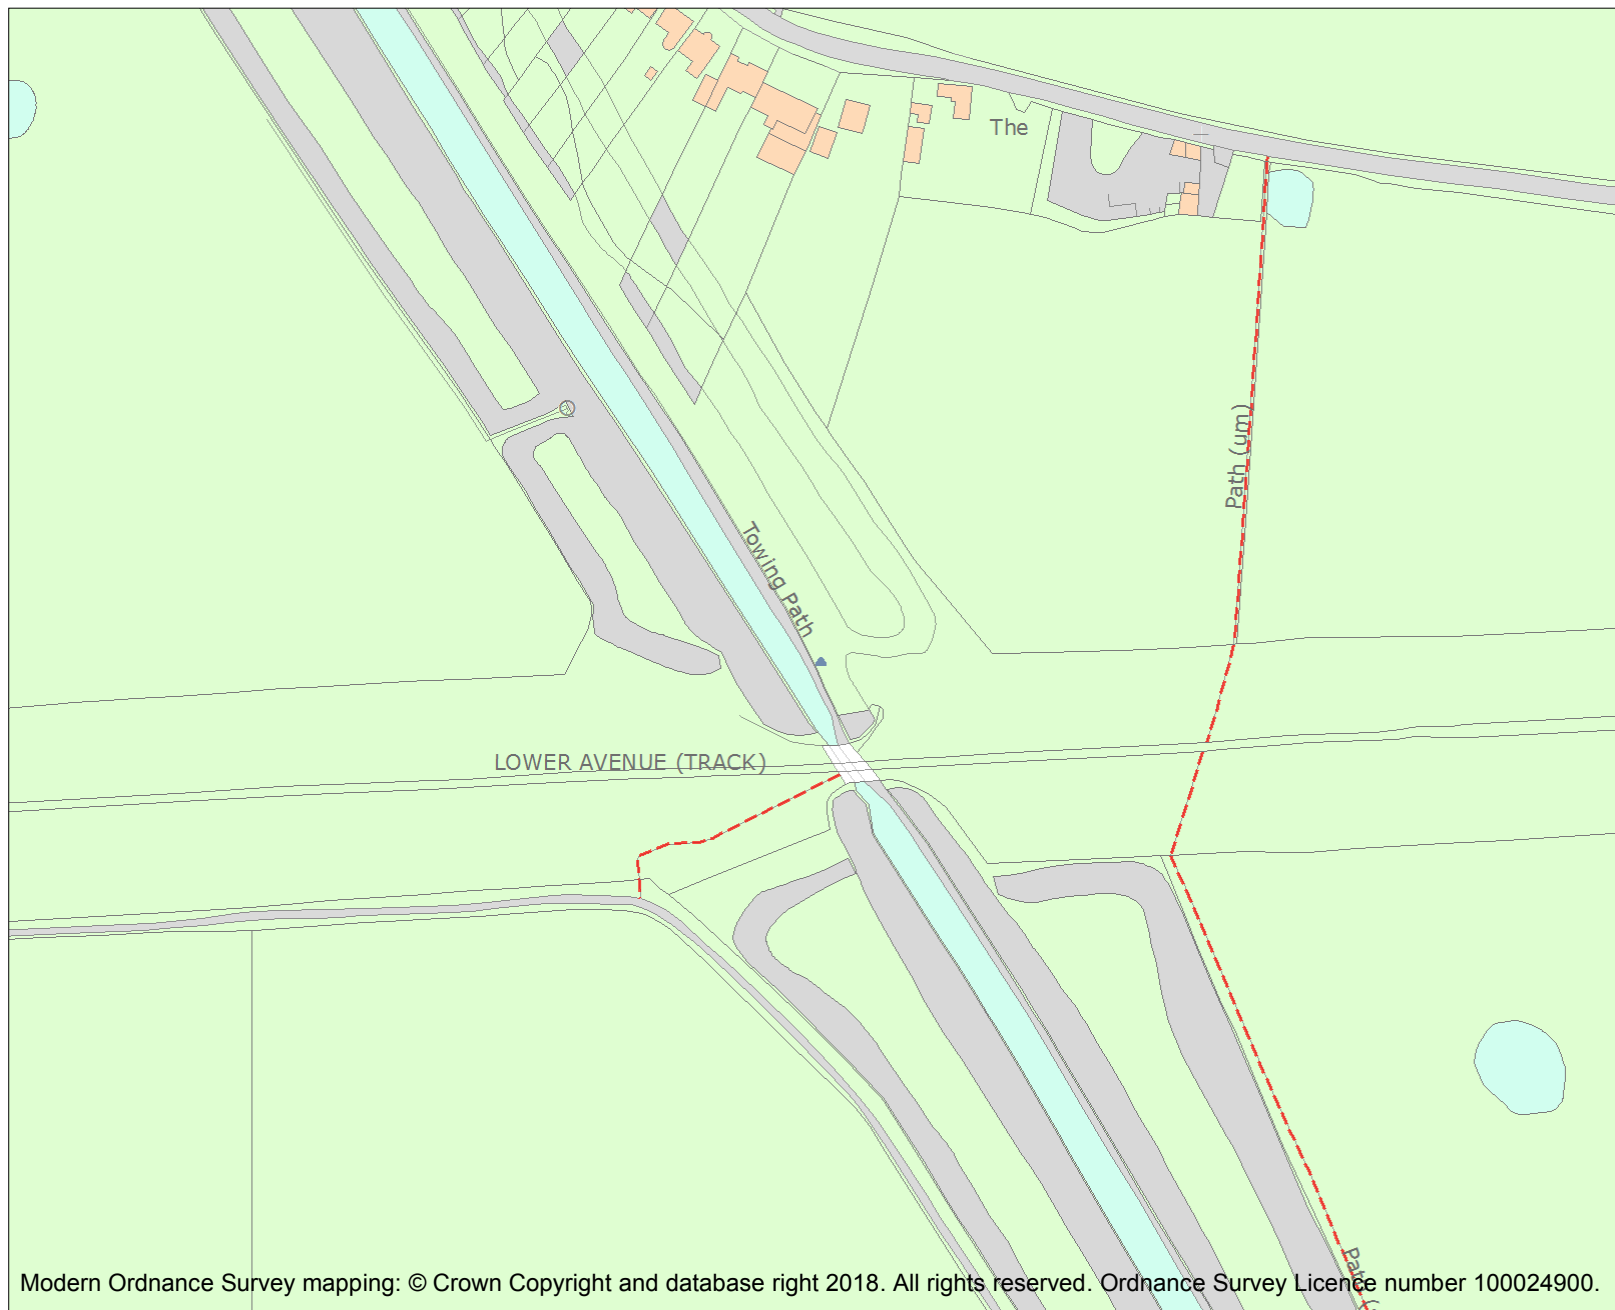 The
Path (um)
Towing Path
LOWER AVENUE (TRACK)
Path (
Modern Ordnance Survey mapping: © Crown Copyright and database right 2018. All rights reserved. Ordnance Survey Licence number 100024900.